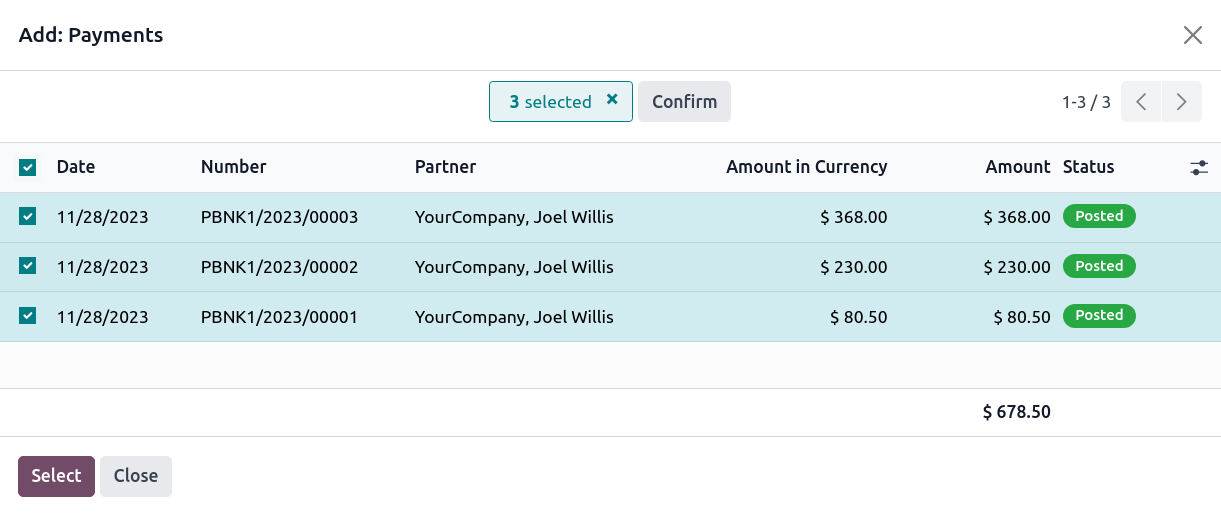 Add: Payments
3 selected Confirm 1-3 / 3
Date Number Partner Amount in Currency Amount Status
11/28/2023 PBNK1/2023/00003 YourCompany, Joel Willis $ 368.00 $ 368.00 Posted
11/28/2023 PBNK1/2023/00002 YourCompany, Joel Willis $ 230.00 $ 230.00 Posted
11/28/2023 PBNK1/2023/00001 YourCompany, Joel Willis $ 80.50 $ 80.50 Posted
$ 678.50
Select Close